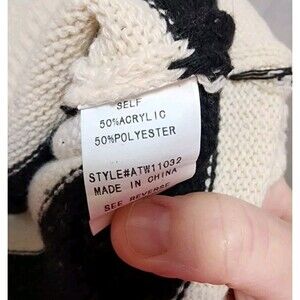 SELF
50%ACRYLIC
50%POLYESTER
STYLE#ATW11032
MADE IN CHINA
SEE REVERSE